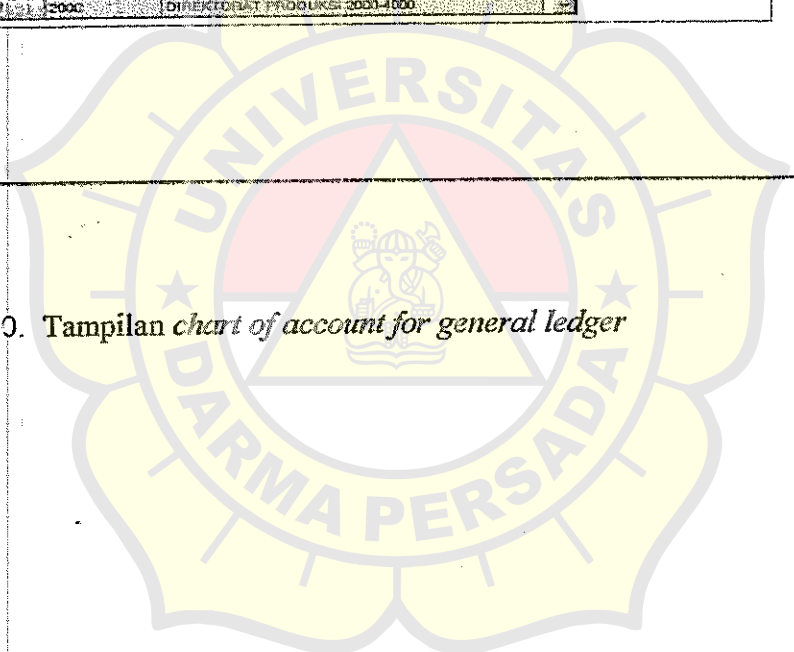 2000 DIREKTORAT PRODUKSI 2000-4000
UNIVERSITAS
0. Tampilan chart of account for general ledger
DARMA PERSADA